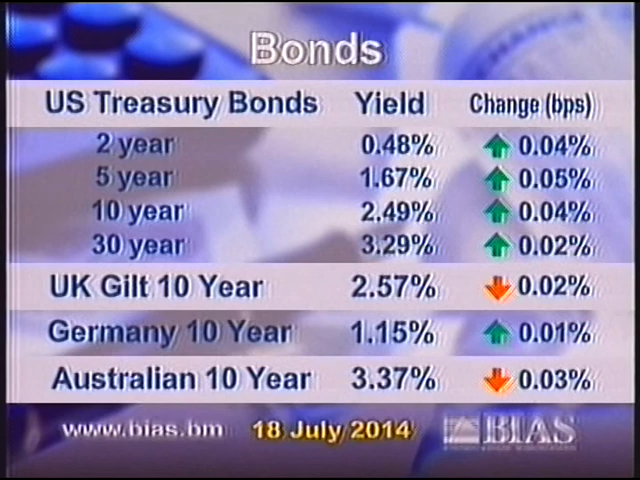 Bonds
US Treasury Bonds Yield Change (bps)
2 year 0.48% 0.04%
5 year 1.67% 0.05%
10 year 2.49% 0.04%
30 year 3.29% 0.02%
UK Gilt 10 Year 2.57% 0.02%
Germany 10 Year 1.15% 0.01%
Australian 10 Year 3.37% 0.03%
www.bias.bm 18 July 2014 BIAS